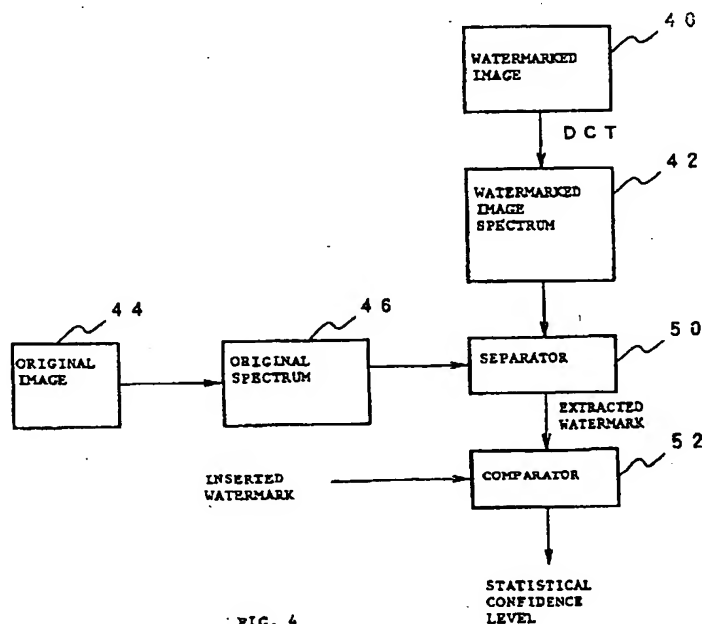 40
WATERMARKED
IMAGE
DCT
42
WATERMARKED
IMAGE
SPECTRUM
44
46
50
ORIGINAL
IMAGE
ORIGINAL
SPECTRUM
SEPARATOR
EXTRACTED
WATERMARK
52
INSERTED
WATERMARK
COMPARATOR
STATISTICAL
CONFIDENCE
LEVEL
FIG. 4